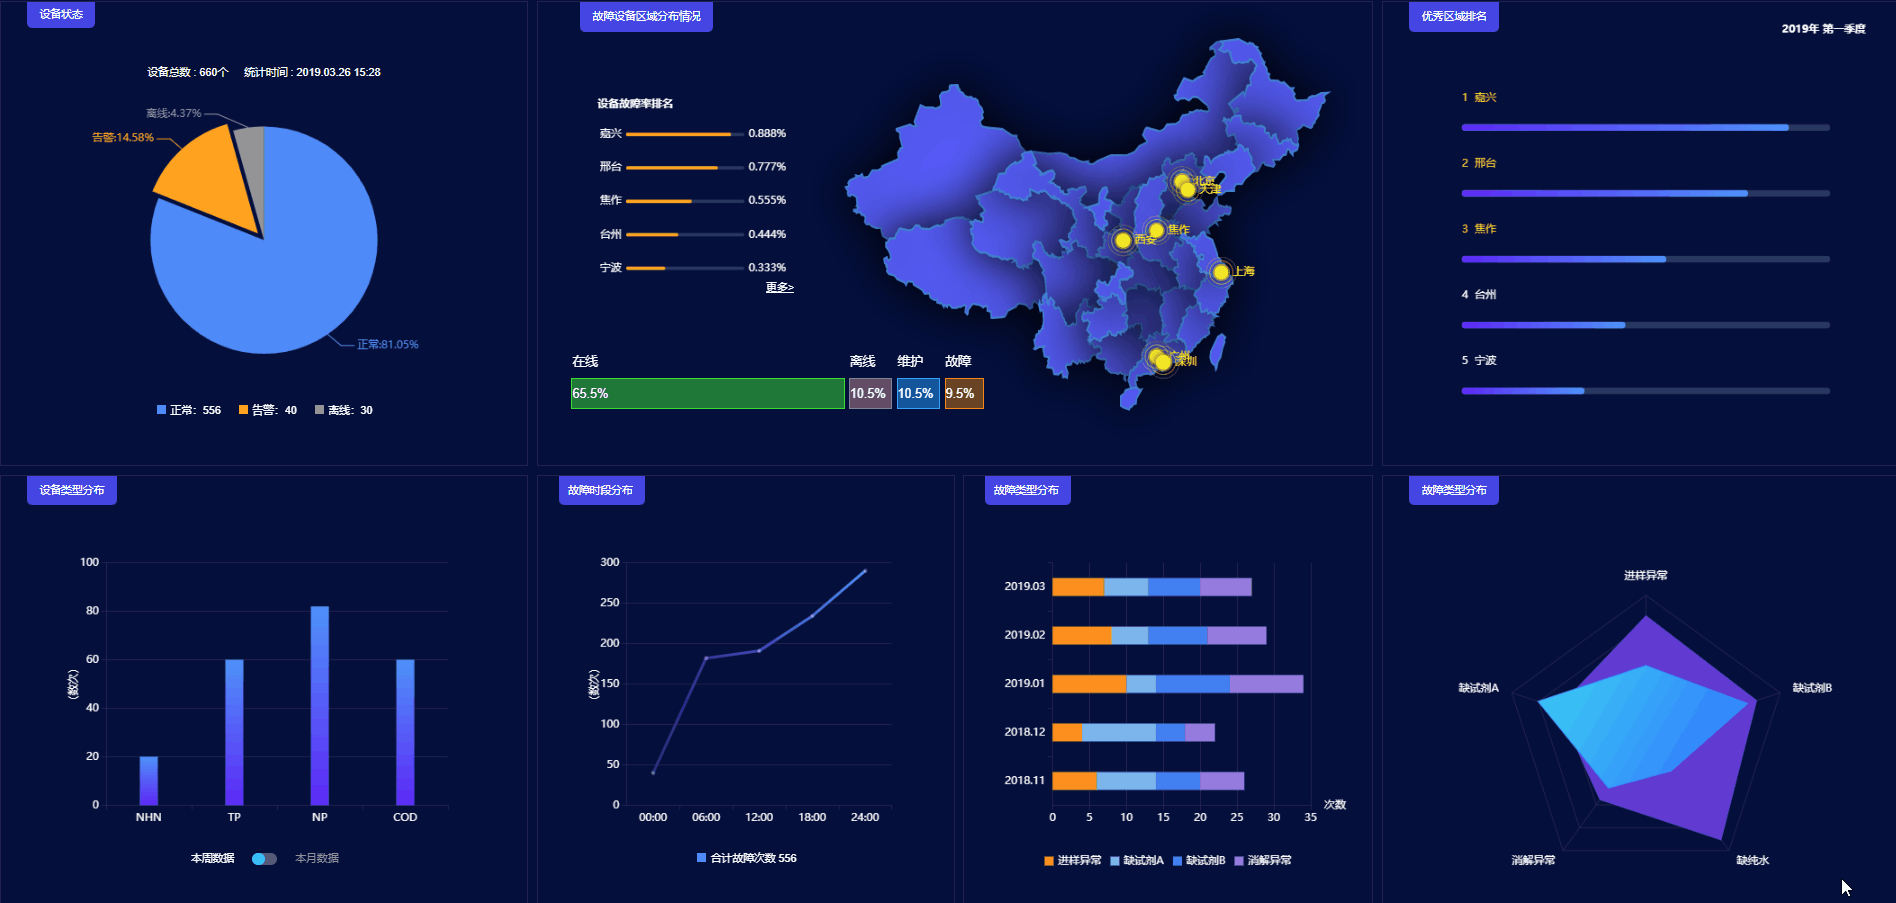 设备状态
设备总数 : 660个 统计时间 : 2019.03.26 15:28
离线:4.37%
告警:14.58%
正常:81.05%
正常: 556 告警: 40 离线: 30
故障设备区域分布情况
设备故障率排名
嘉兴 0.888%
邢台 0.777%
焦作 0.555%
台州 0.444%
宁波 0.333%
更多>
北京
天津
焦作
西安
上海
广州
深圳
在线 离线 维护 故障
65.5% 10.5% 10.5% 9.5%
优秀区域排名
2019年 第一季度
1 嘉兴
2 邢台
3 焦作
4 台州
5 宁波
设备类型分布
(数次)
100
80
60
40
20
0
NHN TP NP COD
本周数据 本月数据
故障时段分布
(数次)
300
250
200
150
100
50
0
00:00 06:00 12:00 18:00 24:00
合计故障次数 556
故障类型分布
2019.03
2019.02
2019.01
2018.12
2018.11
次数
0 5 10 15 20 25 30 35
进样异常 缺试剂A 缺试剂B 消解异常
故障类型分布
进样异常
缺试剂A
缺试剂B
消解异常
缺纯水